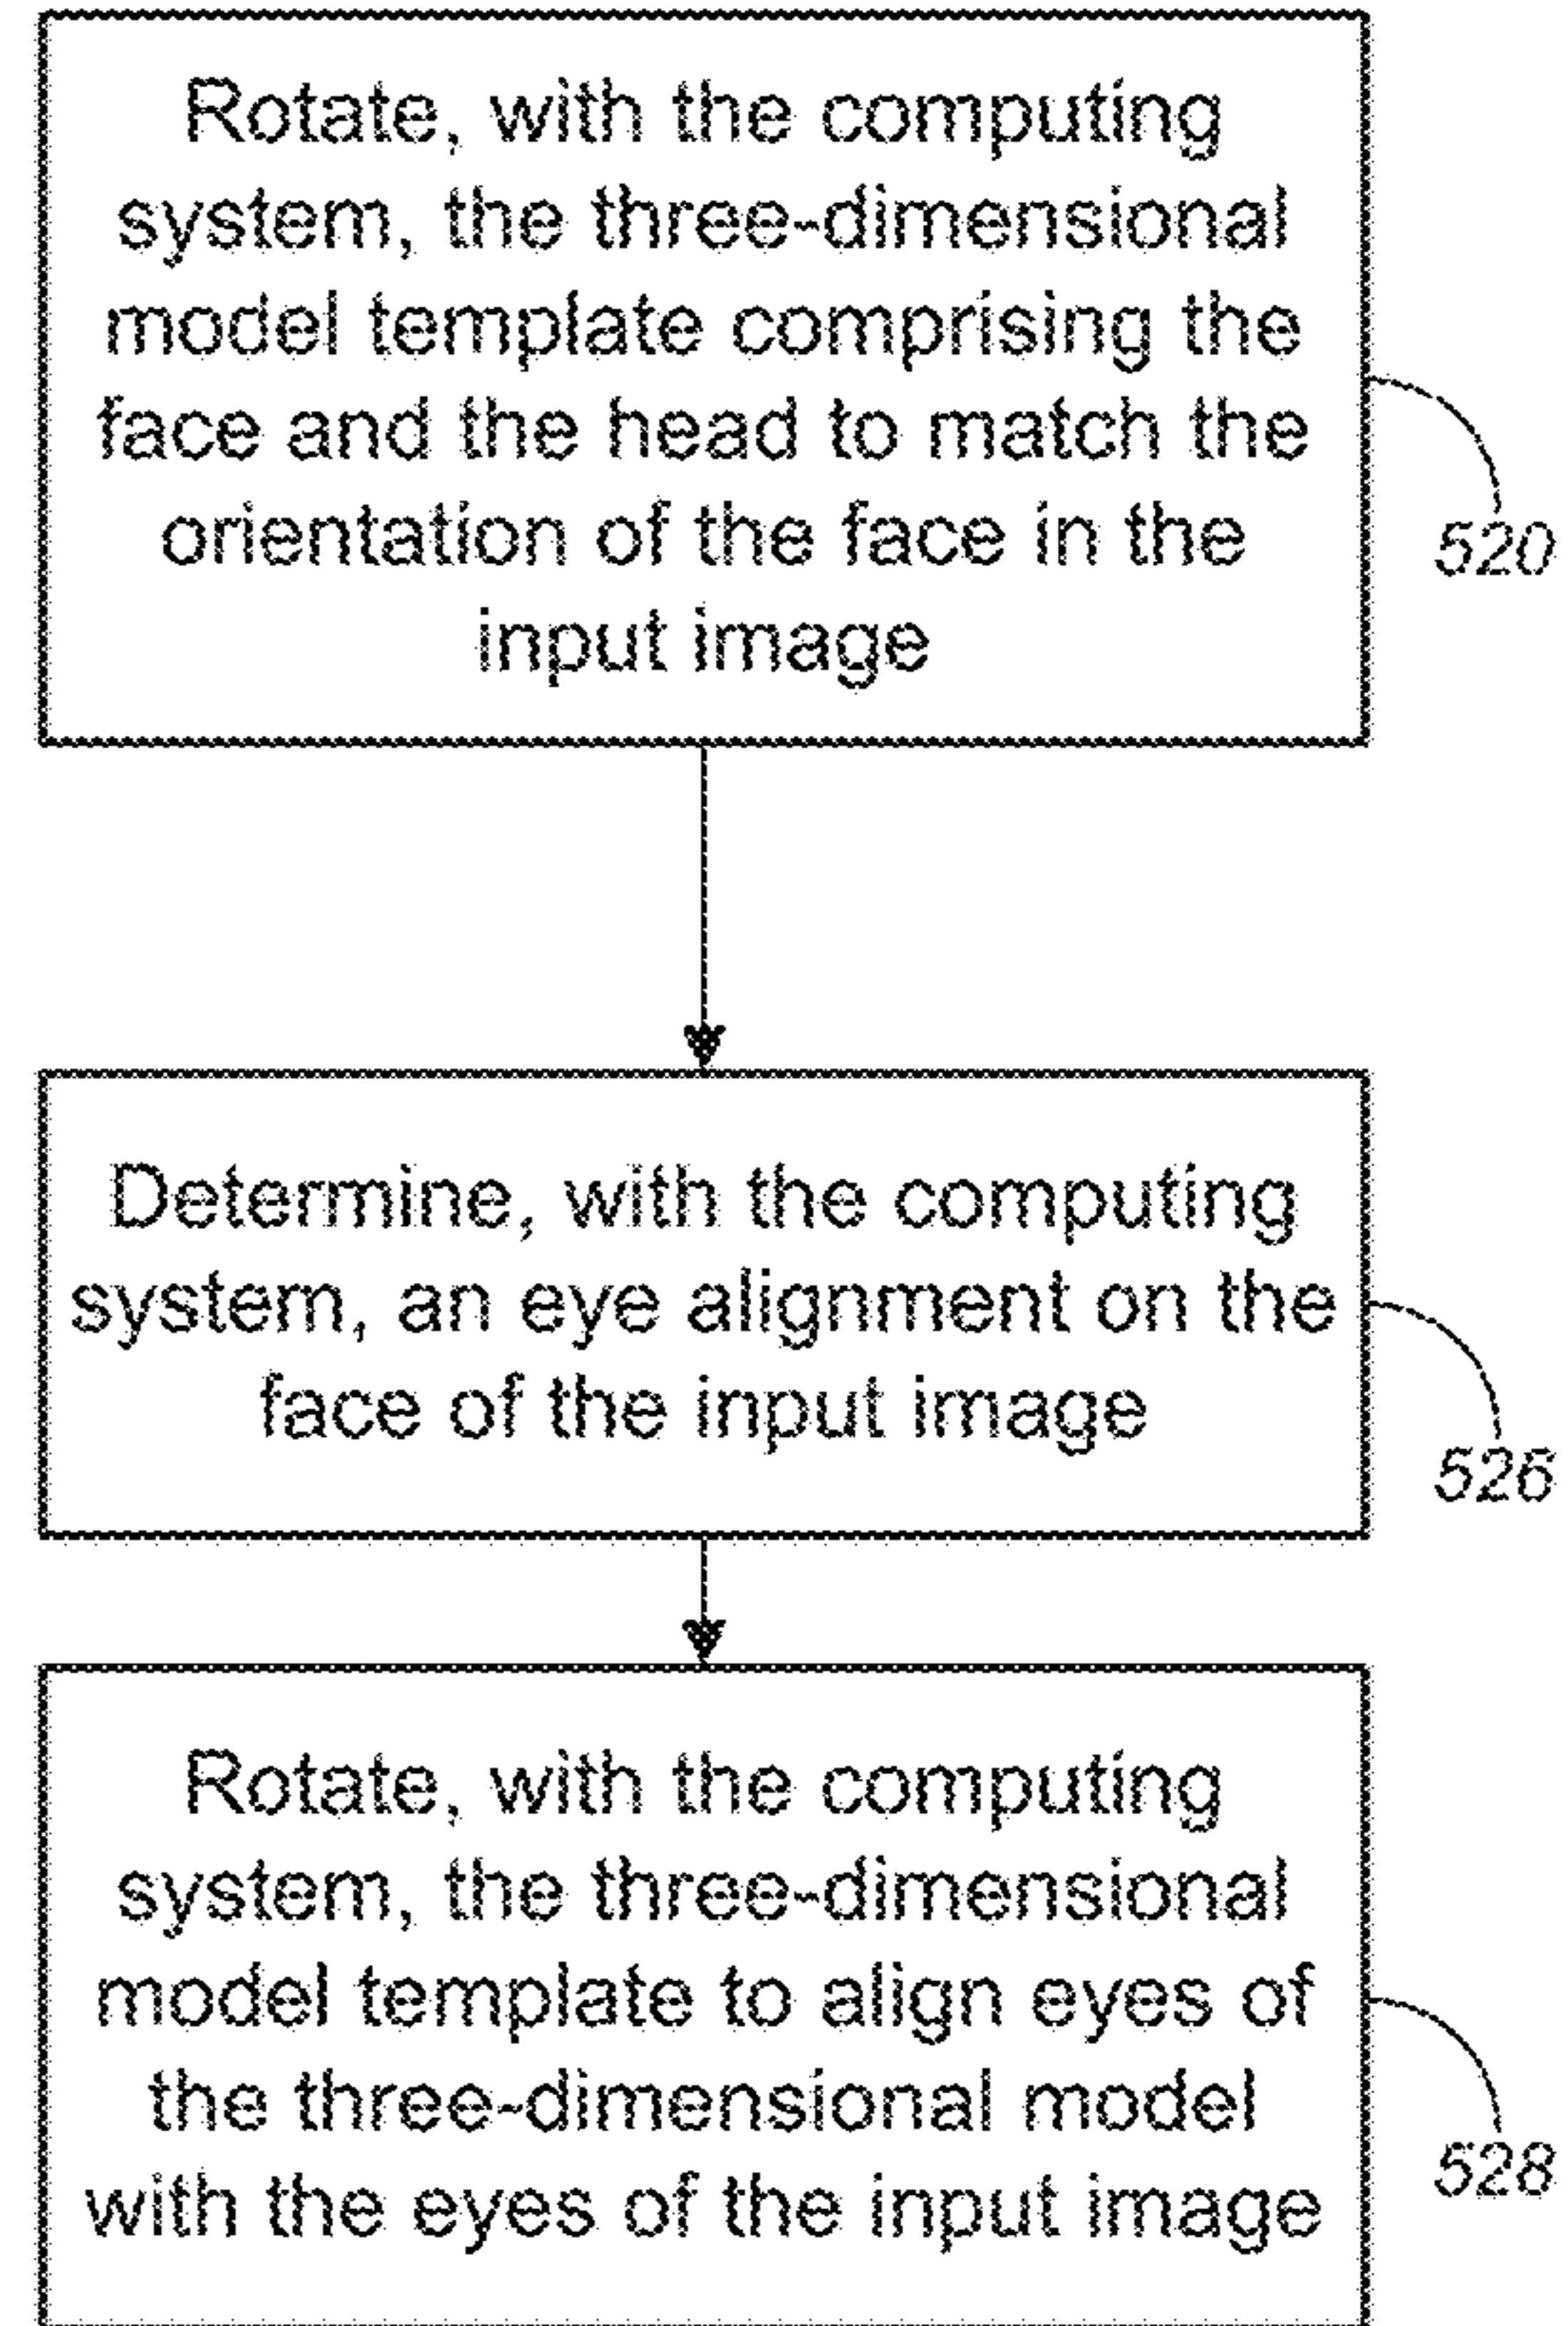 Rotate, with the computing
system, the three-dimensional
model template comprising the
face and the head to match the
orientation of the face in the
input image
520
Determine, with the computing
system, an eye alignment on the
face of the input image
526
Rotate, with the computing
system, the three-dimensional
model template to align eyes of
the three-dimensional model
with the eyes of the input image
528